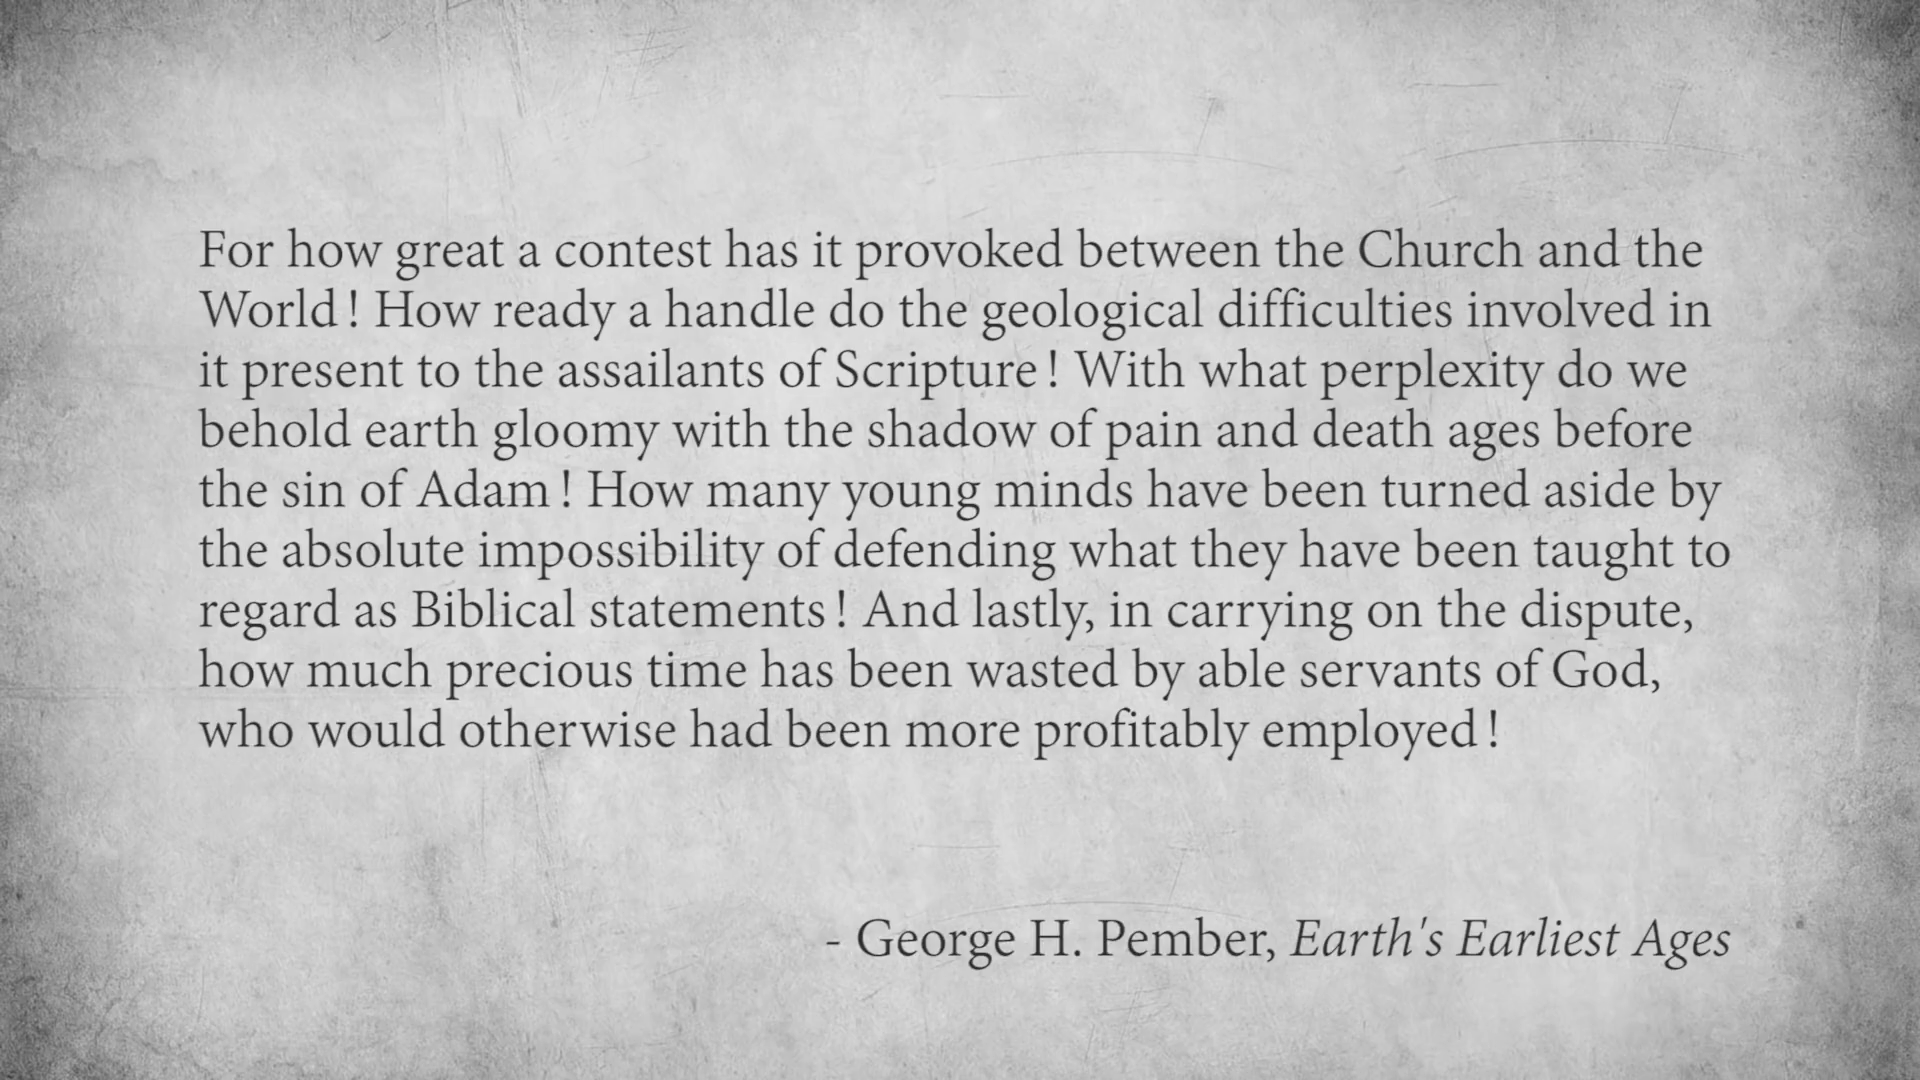 For how great a contest has it provoked between the Church and the
World ! How ready a handle do the geological difficulties involved in
it present to the assailants of Scripture ! With what perplexity do we
behold earth gloomy with the shadow of pain and death ages before
the sin of Adam ! How many young minds have been turned aside by
the absolute impossibility of defending what they have been taught to
regard as Biblical statements ! And lastly, in carrying on the dispute,
how much precious time has been wasted by able servants of God,
who would otherwise had been more profitably employed !
- George H. Pember, Earth's Earliest Ages